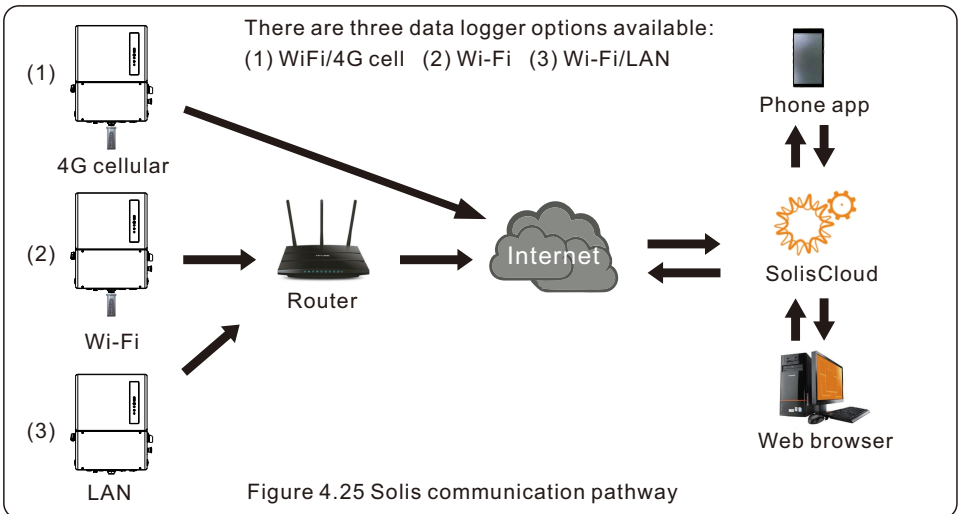 There are three data logger options available:
(1) WiFi/4G cell (2) Wi-Fi (3) Wi-Fi/LAN
(1)
4G cellular
(2)
Wi-Fi
(3)
LAN
Router
Internet
Phone app
SolisCloud
Web browser
Figure 4.25 Solis communication pathway